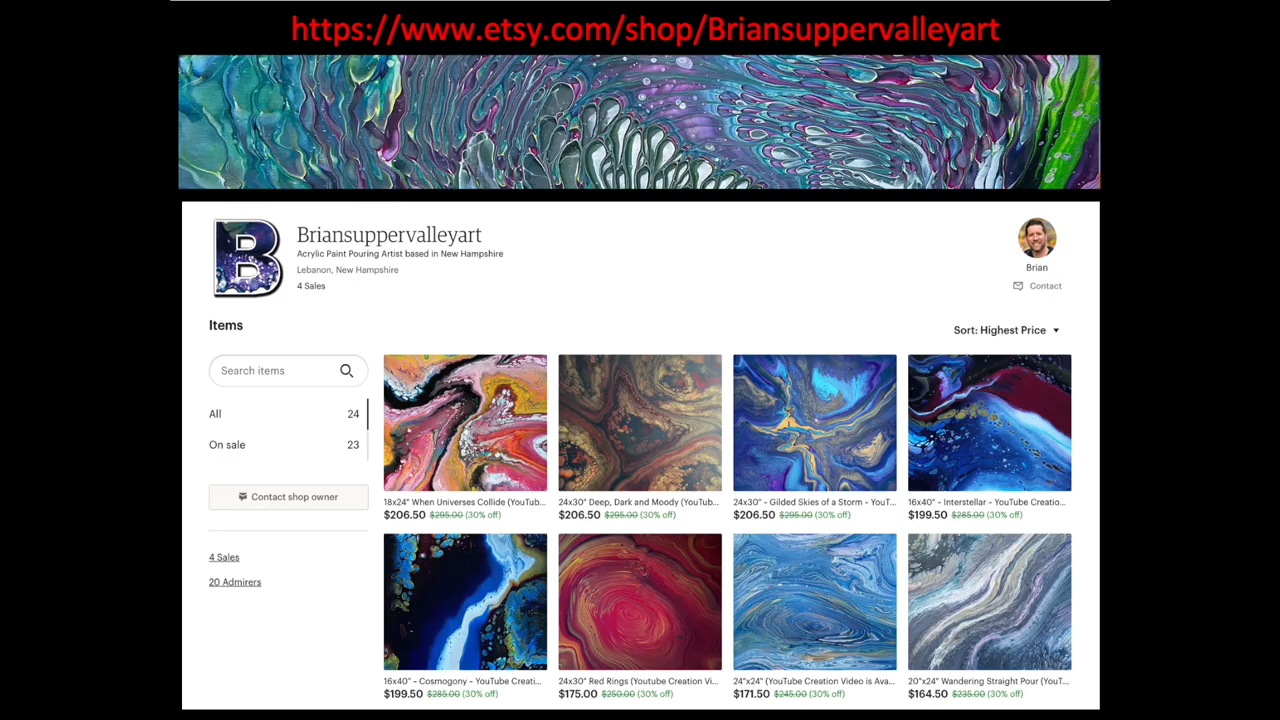 https://www.etsy.com/shop/Briansuppervalleyart
B
Briansuppervalleyart
Acrylic Paint Pouring Artist based in New Hampshire
Lebanon, New Hampshire
4 Sales
Brian
Contact
Items
Sort: Highest Price
Search items
All 24
On sale 23
Contact shop owner
4 Sales
20 Admirers
18x24" When Universes Collide (YouTub...
$206.50 $295.00 (30% off)
24x30" Deep, Dark and Moody (YouTub...
$206.50 $295.00 (30% off)
24x30" - Gilded Skies of a Storm - YouT...
$206.50 $295.00 (30% off)
16x40" - Interstellar - YouTube Creatio...
$199.50 $285.00 (30% off)
16x40" - Cosmogony - YouTube Creati...
$199.50 $285.00 (30% off)
24x30" Red Rings (Youtube Creation Vi...
$175.00 $250.00 (30% off)
24"x24" (YouTube Creation Video is Ava...
$171.50 $245.00 (30% off)
20"x24" Wandering Straight Pour (YouT...
$164.50 $235.00 (30% off)